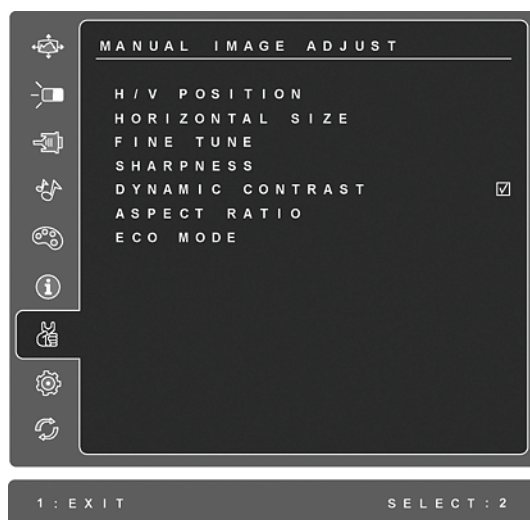 MANUAL IMAGE ADJUST
H/V POSITION
HORIZONTAL SIZE
FINE TUNE
SHARPNESS
DYNAMIC CONTRAST
ASPECT RATIO
ECO MODE
1:EXIT SELECT:2